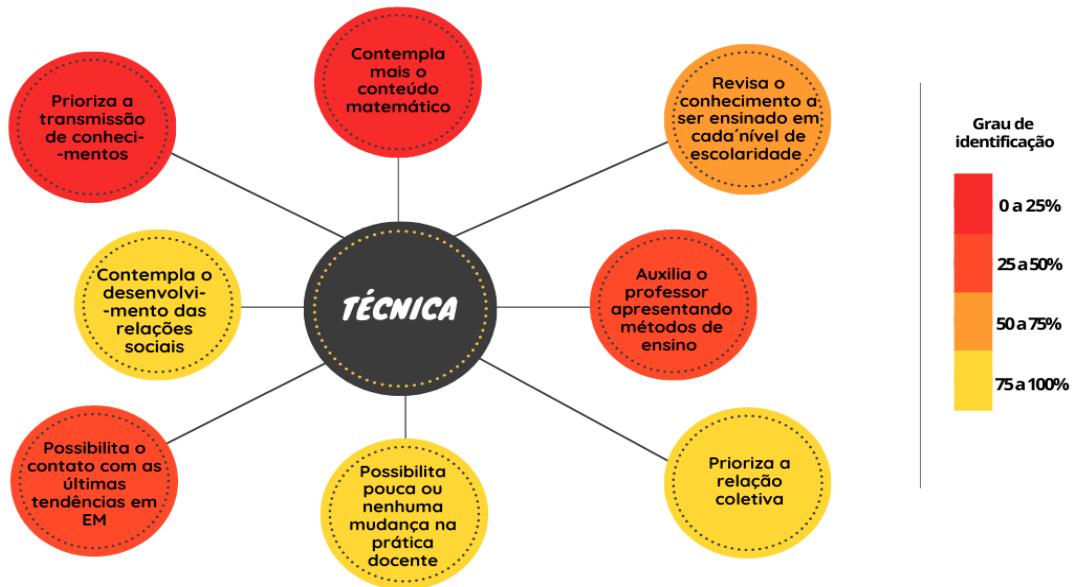 Contempla
mais o
conteúdo
matemático
Prioriza a
transmissão
de conheci-
-mentos
Revisa o
conhecimento a
ser ensinado em
cada´nível de
escolaridade
Grau de
identificação
0 a 25%
25 a 50%
50 a 75%
75 a 100%
Contempla o
desenvolvi-
-mento das
relações
sociais
TÉCNICA
Auxilia o
professor
apresentando
métodos de
ensino
Possibilita o
contato com as
últimas
tendências em
EM
Possibilita
pouca ou
nenhuma
mudança na
prática
docente
Prioriza a
relação
coletiva